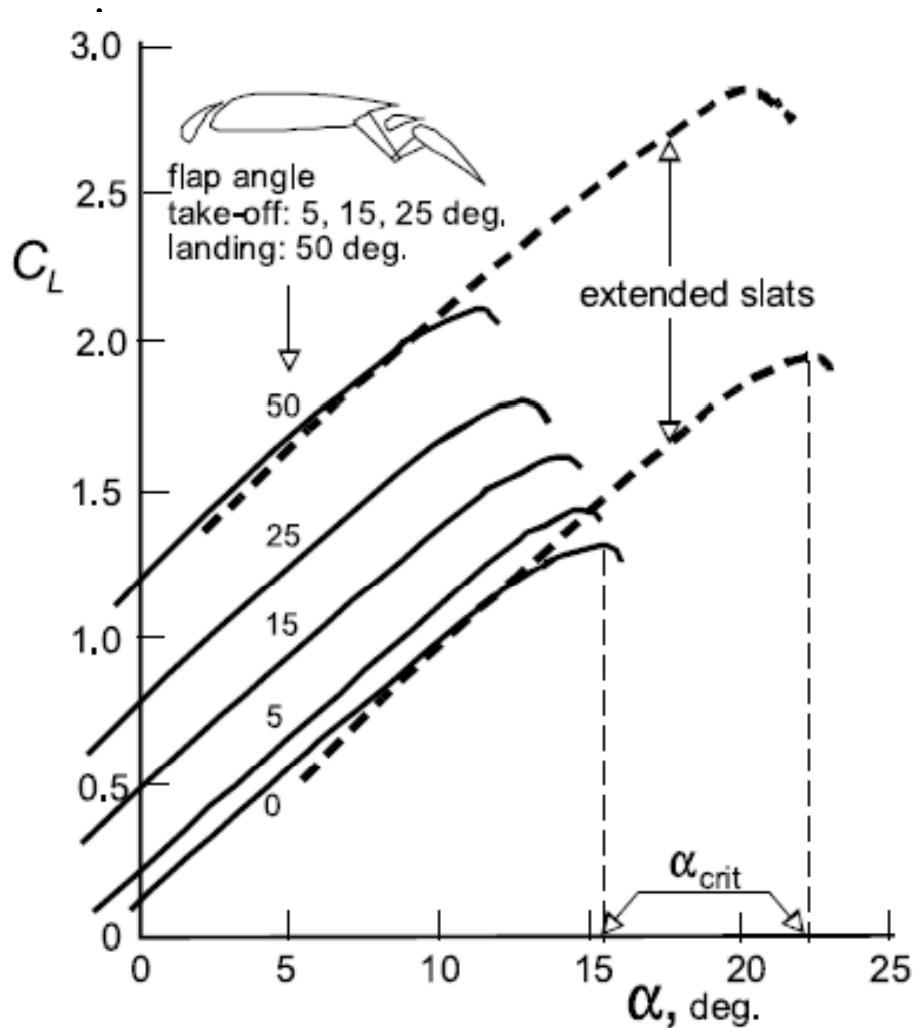 3.0
flap angle
take-off: 5, 15, 25 deg.
landing: 50 deg.
2.5
C_L
extended slats
2.0
50
1.5
25
15
1.0
5
0.5
0
α_crit
0
0 5 10 15 20 25
α, deg.